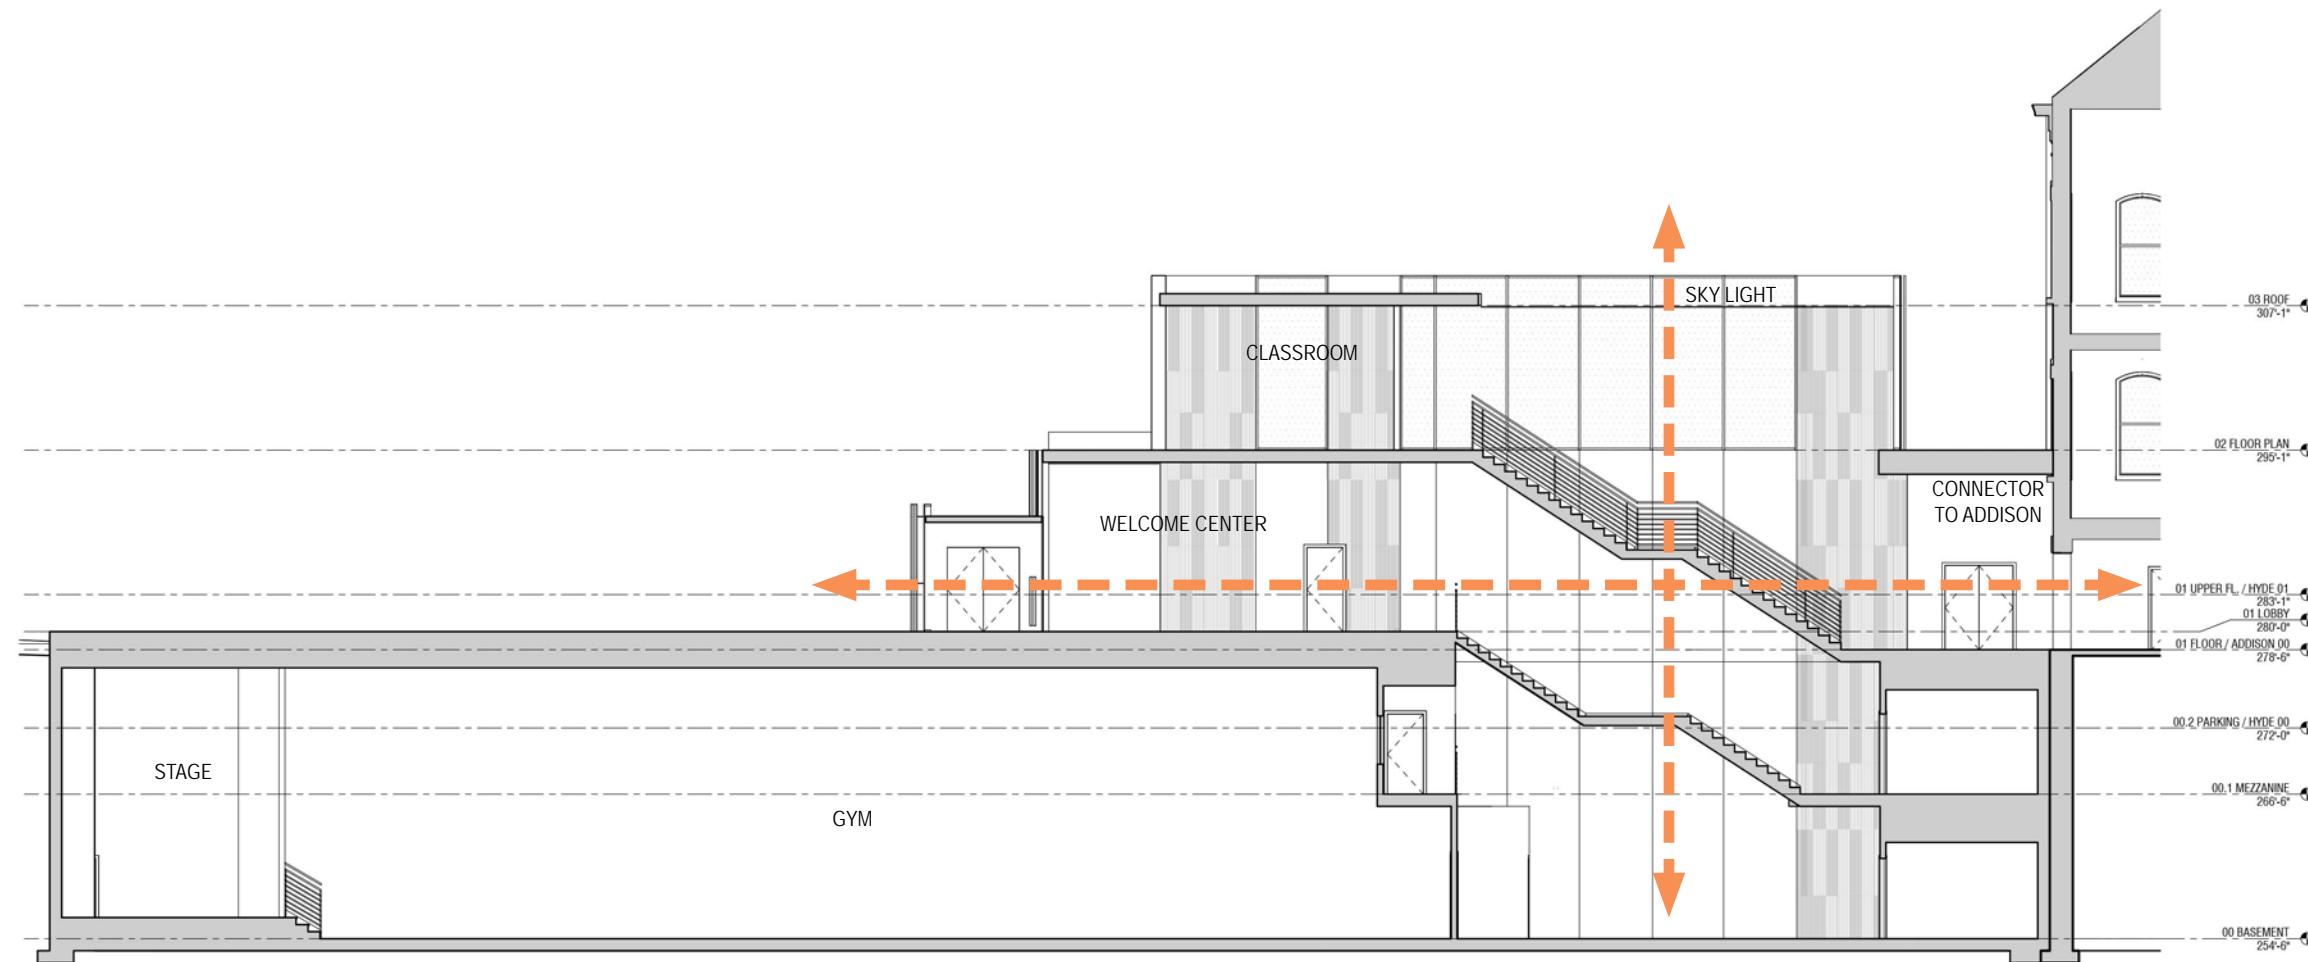 SKY LIGHT
03 ROOF
307'-1"
CLASSROOM
02 FLOOR PLAN
295'-1"
CONNECTOR
TO ADDISON
WELCOME CENTER
01 UPPER FL. / HYDE 01
283'-1"
01 LOBBY
280'-0"
01 FLOOR / ADDISON 00
278'-6"
00.2 PARKING / HYDE 00
272'-0"
STAGE
00.1 MEZZANINE
266'-6"
GYM
00 BASEMENT
254'-6"